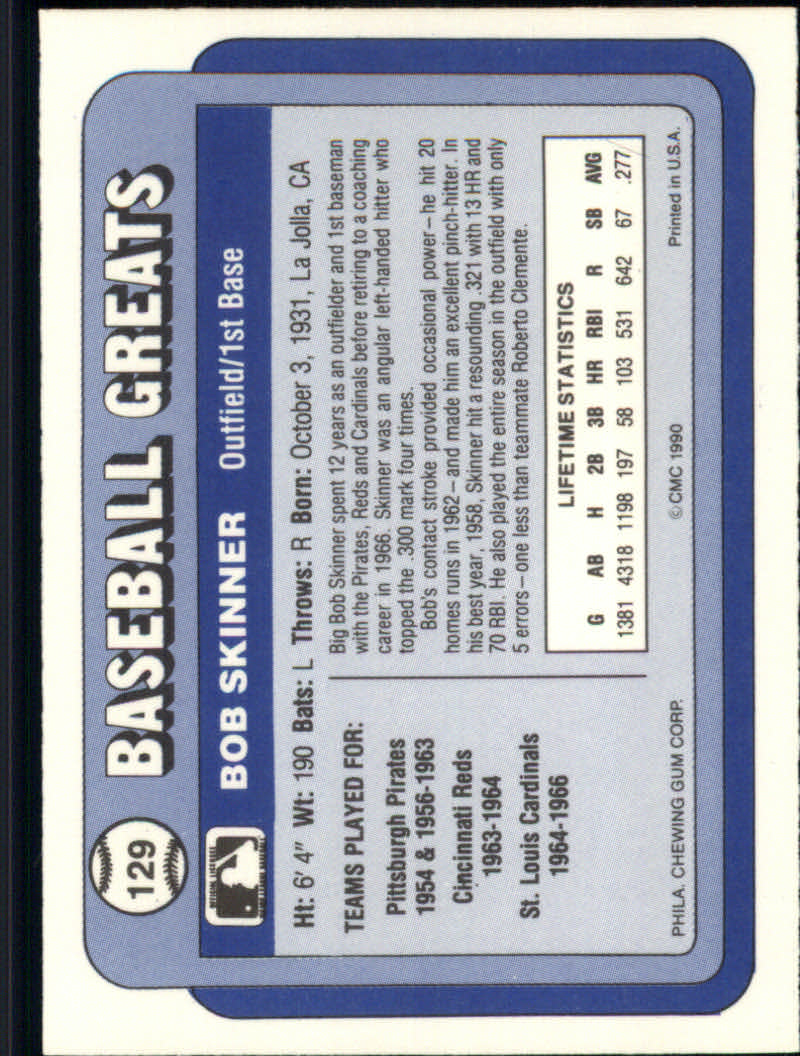 129
BASEBALL GREATS
BOB SKINNER Outfield/1st Base
Ht: 6' 4" Wt: 190 Bats: L Throws: R Born: October 3, 1931, La Jolla, CA
TEAMS PLAYED FOR:
Pittsburgh Pirates
1954 & 1956-1963
Cincinnati Reds
1963-1964
St. Louis Cardinals
1964-1966
Big Bob Skinner spent 12 years as an outfielder and 1st baseman
with the Pirates, Reds and Cardinals before retiring to a coaching
career in 1966. Skinner was an angular left-handed hitter who
topped the .300 mark four times.
Bob's contact stroke provided occasional power—he hit 20
homes runs in 1962—and made him an excellent pinch-hitter. In
his best year, 1958, Skinner hit a resounding .321 with 13 HR and
70 RBI. He also played the entire season in the outfield with only
5 errors—one less than teammate Roberto Clemente.
LIFETIME STATISTICS
G AB H 2B 3B HR RBI R SB AVG
1381 4318 1198 197 58 103 531 642 67 .277
PHILA. CHEWING GUM CORP. © CMC 1990 Printed in U.S.A.